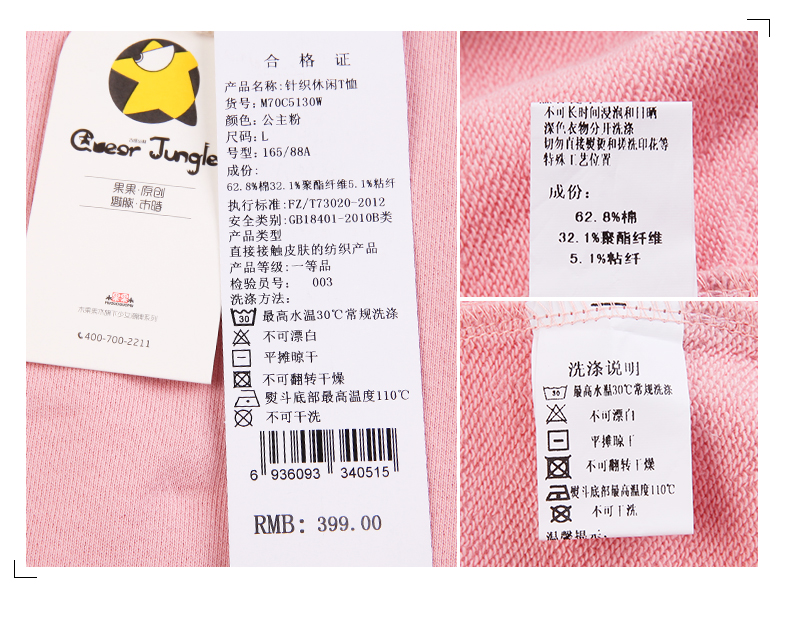 Queer Jungle
果果·原创
400-700-2211
合 格 证
产品名称:针织休闲T恤
货号:M70C5130W
颜色:公主粉
尺码:L
号型:165/88A
成份:
62.8%棉32.1%聚酯纤维5.1%粘纤
执行标准:FZ/T73020-2012
安全类别:GB18401-2010B类
产品类型
直接接触皮肤的纺织产品
产品等级:一等品
检验员号: 003
洗涤方法:
30 最高水温30℃常规洗涤
不可漂白
平摊晾干
不可翻转干燥
熨斗底部最高温度110℃
不可干洗
6 936093 340515
RMB: 399.00
不可长时间浸泡和日晒
深色衣物分开洗涤
切勿直接熨烫和搓洗印花等
特殊工艺位置
成份:
62.8%棉
32.1%聚酯纤维
5.1%粘纤
洗涤说明
30 最高水温30℃常规洗涤
不可漂白
平摊晾干
不可翻转干燥
熨斗底部最高温度110℃
不可干洗
温馨提示: